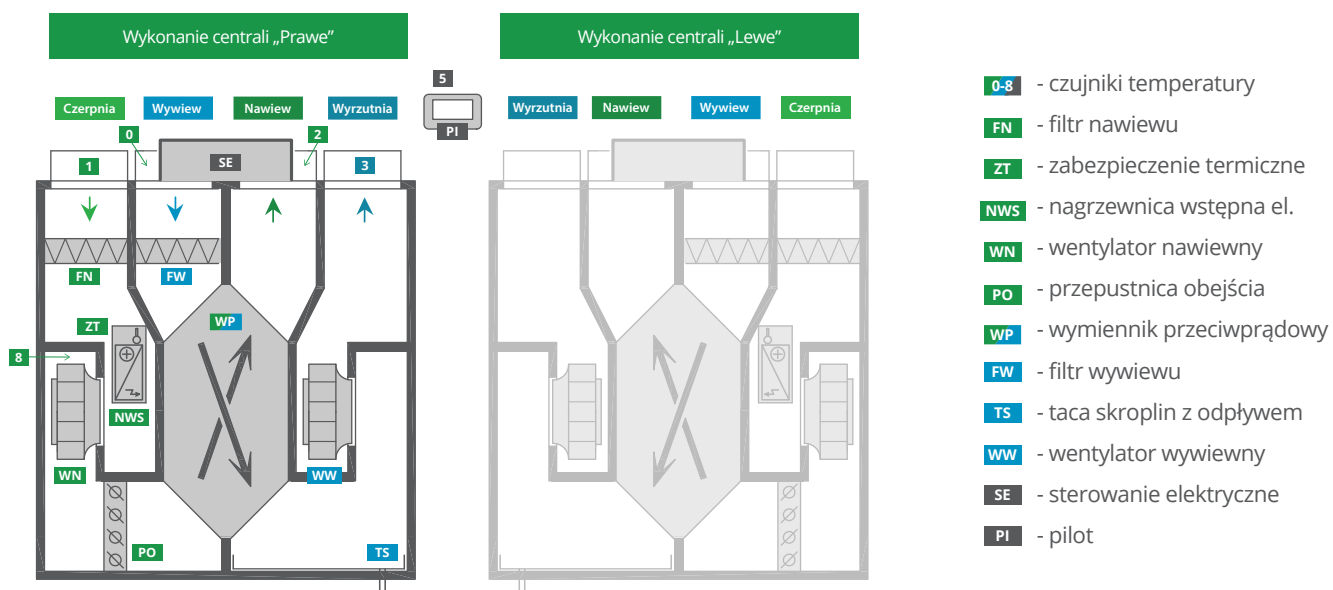 Wykonanie centrali „Prawe”
Wykonanie centrali „Lewe”
Czerpnia
Wywiew
Nawiew
Wyrzutnia
5
PI
Wyrzutnia
Nawiew
Wywiew
Czerpnia
0
2
1
SE
3
FN
FW
ZT
WP
8
NWS
WN
WW
PO
TS
0-8 - czujniki temperatury
FN - filtr nawiewu
ZT - zabezpieczenie termiczne
NWS - nagrzewnica wstępna el.
WN - wentylator nawiewny
PO - przepustnica obejścia
WP - wymiennik przeciwprądowy
FW - filtr wywiewu
TS - taca skroplin z odpływem
WW - wentylator wywiewny
SE - sterowanie elektryczne
PI - pilot